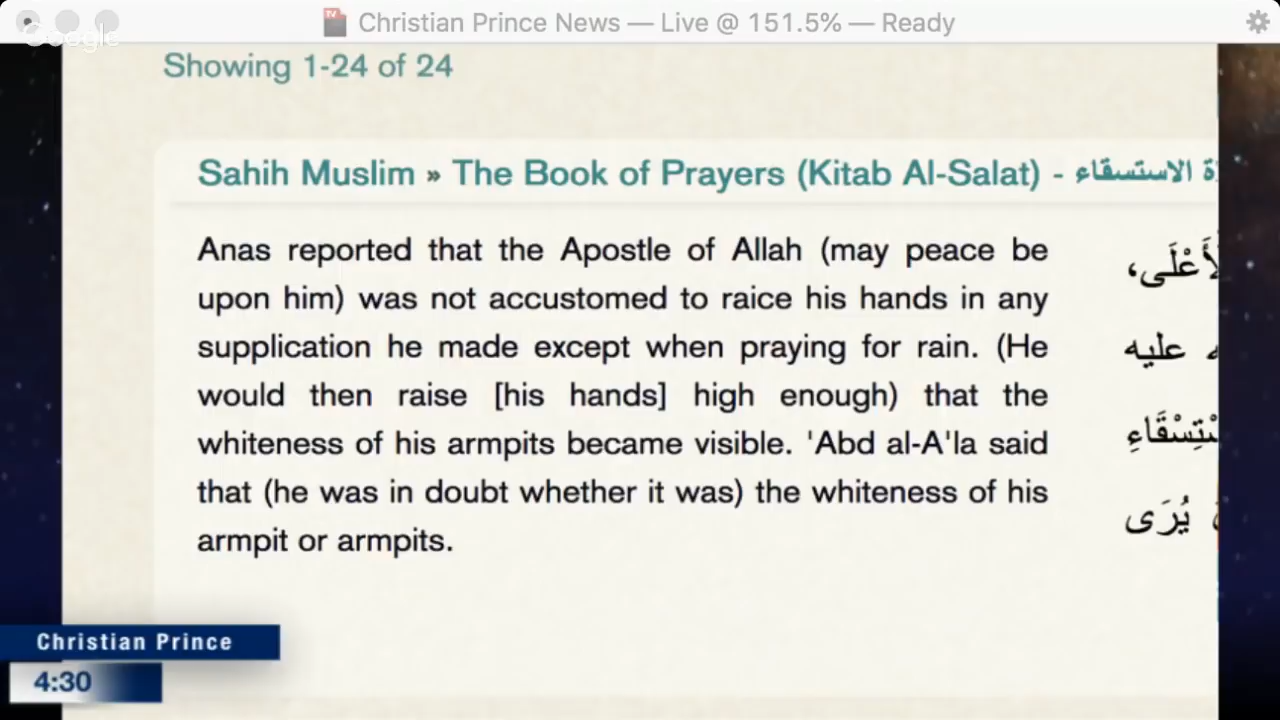 Christian Prince News — Live @ 151.5% — Ready
Google
Showing 1-24 of 24
Sahih Muslim » The Book of Prayers (Kitab Al-Salat) - الاستسقاء
Anas reported that the Apostle of Allah (may peace be
upon him) was not accustomed to raice his hands in any
supplication he made except when praying for rain. (He
would then raise [his hands] high enough) that the
whiteness of his armpits became visible. 'Abd al-A'la said
that (he was in doubt whether it was) the whiteness of his
armpit or armpits.
عليه
يُرَى
Christian Prince
4:30